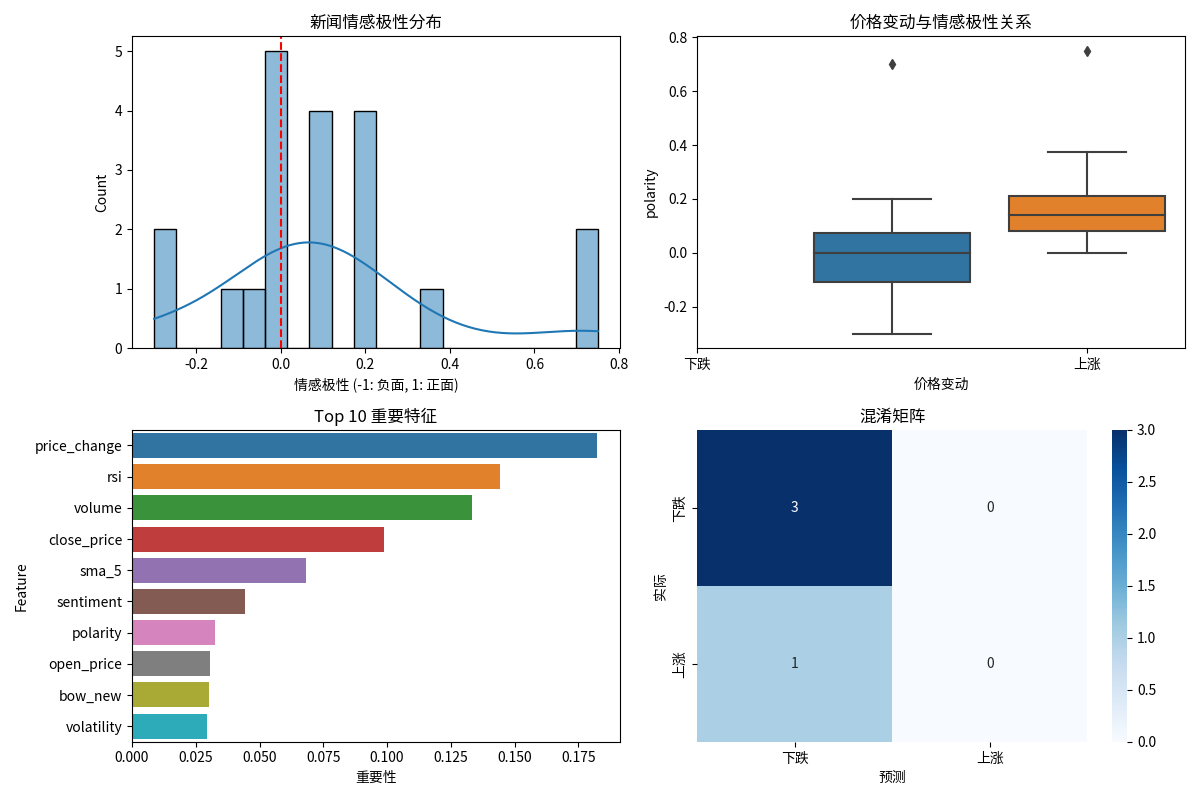 新闻情感极性分布
Count
5
4
3
2
1
0
-0.2
0.0
0.2
0.4
0.6
0.8
情感极性 (-1: 负面, 1: 正面)
价格变动与情感极性关系
polarity
0.8
0.6
0.4
0.2
0.0
-0.2
下跌
上涨
价格变动
Top 10 重要特征
Feature
price_change
rsi
volume
close_price
sma_5
sentiment
polarity
open_price
bow_new
volatility
0.000
0.025
0.050
0.075
0.100
0.125
0.150
0.175
重要性
混淆矩阵
实际
下跌
上涨
3
0
1
0
下跌
上涨
预测
3.0
2.5
2.0
1.5
1.0
0.5
0.0